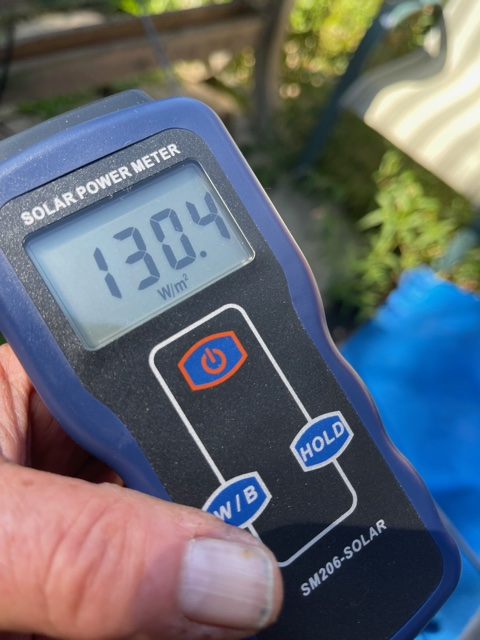 SOLAR POWER METER
130.4
W/m²
HOLD
W/B
SM206-SOLAR